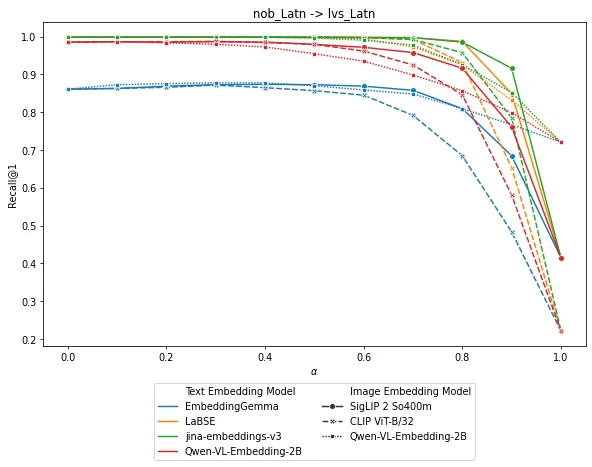 nob_Latn -> lvs_Latn
Recall@1
1.0
0.9
0.8
0.7
0.6
0.5
0.4
0.3
0.2
0.0 0.2 0.4 0.6 0.8 1.0
α
Text Embedding Model
EmbeddingGemma
LaBSE
jina-embeddings-v3
Qwen-VL-Embedding-2B
Image Embedding Model
SigLIP 2 So400m
CLIP ViT-B/32
Qwen-VL-Embedding-2B